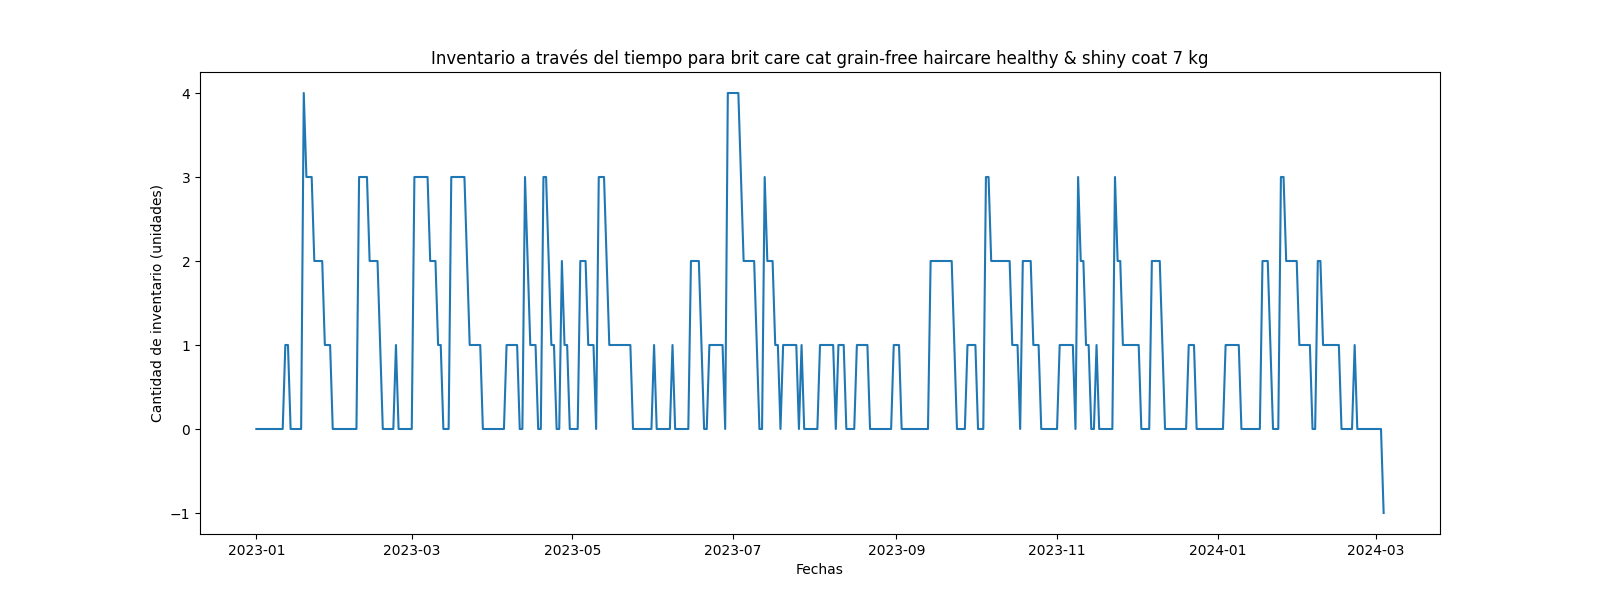 Inventario a través del tiempo para brit care cat grain-free haircare healthy & shiny coat 7 kg
Cantidad de inventario (unidades)
4
3
2
1
0
−1
2023-01 2023-03 2023-05 2023-07 2023-09 2023-11 2024-01 2024-03
Fechas